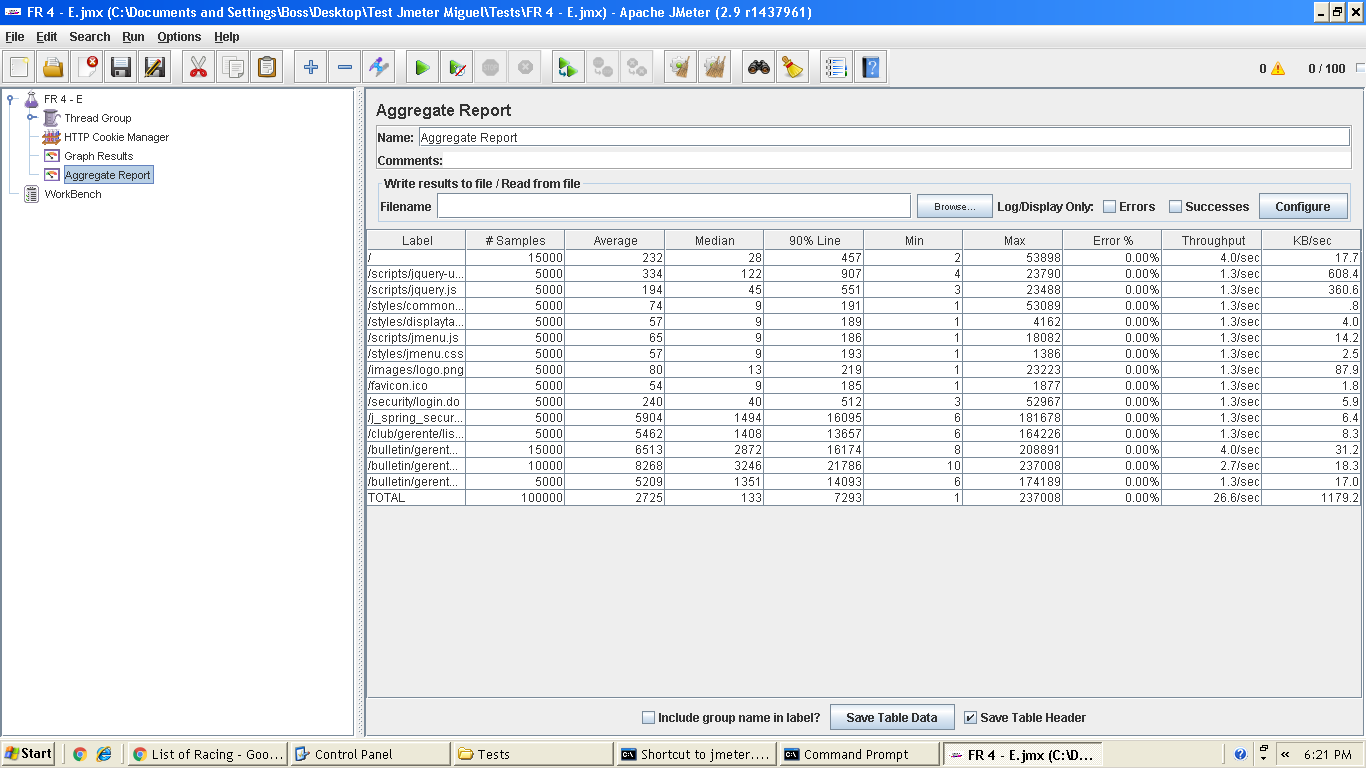 FR 4 - E.jmx (C:\Documents and Settings\Boss\Desktop\Test Jmeter Miguel\Tests\FR 4 - E.jmx) - Apache JMeter (2.9 r1437961)
File Edit Search Run Options Help
0 0 / 100
FR 4 - E
Thread Group
HTTP Cookie Manager
Graph Results
Aggregate Report
WorkBench
Aggregate Report
Name: Aggregate Report
Comments:
Write results to file / Read from file
Filename Browse... Log/Display Only: Errors Successes Configure
Label # Samples Average Median 90% Line Min Max Error % Throughput KB/sec
/ 15000 232 28 457 2 53898 0.00% 4.0/sec 17.7
/scripts/jquery-u... 5000 334 122 907 4 23790 0.00% 1.3/sec 608.4
/scripts/jquery.js 5000 194 45 551 3 23488 0.00% 1.3/sec 360.6
/styles/common... 5000 74 9 191 1 53089 0.00% 1.3/sec .8
/styles/displayta... 5000 57 9 189 1 4162 0.00% 1.3/sec 4.0
/scripts/jmenu.js 5000 65 9 186 1 18082 0.00% 1.3/sec 14.2
/styles/jmenu.css 5000 57 9 193 1 1386 0.00% 1.3/sec 2.5
/images/logo.png 5000 80 13 219 1 23223 0.00% 1.3/sec 87.9
/favicon.ico 5000 54 9 185 1 1877 0.00% 1.3/sec 1.8
/security/login.do 5000 240 40 512 3 52967 0.00% 1.3/sec 5.9
/j_spring_secur... 5000 5904 1494 16095 6 181678 0.00% 1.3/sec 6.4
/club/gerente/lis... 5000 5462 1408 13657 6 164226 0.00% 1.3/sec 8.3
/bulletin/gerent... 15000 6513 2872 16174 8 208891 0.00% 4.0/sec 31.2
/bulletin/gerent... 10000 8268 3246 21786 10 237008 0.00% 2.7/sec 18.3
/bulletin/gerent... 5000 5209 1351 14093 6 174189 0.00% 1.3/sec 17.0
TOTAL 100000 2725 133 7293 1 237008 0.00% 26.6/sec 1179.2
Include group name in label? Save Table Data Save Table Header
Start List of Racing - Goo... Control Panel Tests Shortcut to jmeter.... Command Prompt FR 4 - E.jmx (C:\D... « 6:21 PM